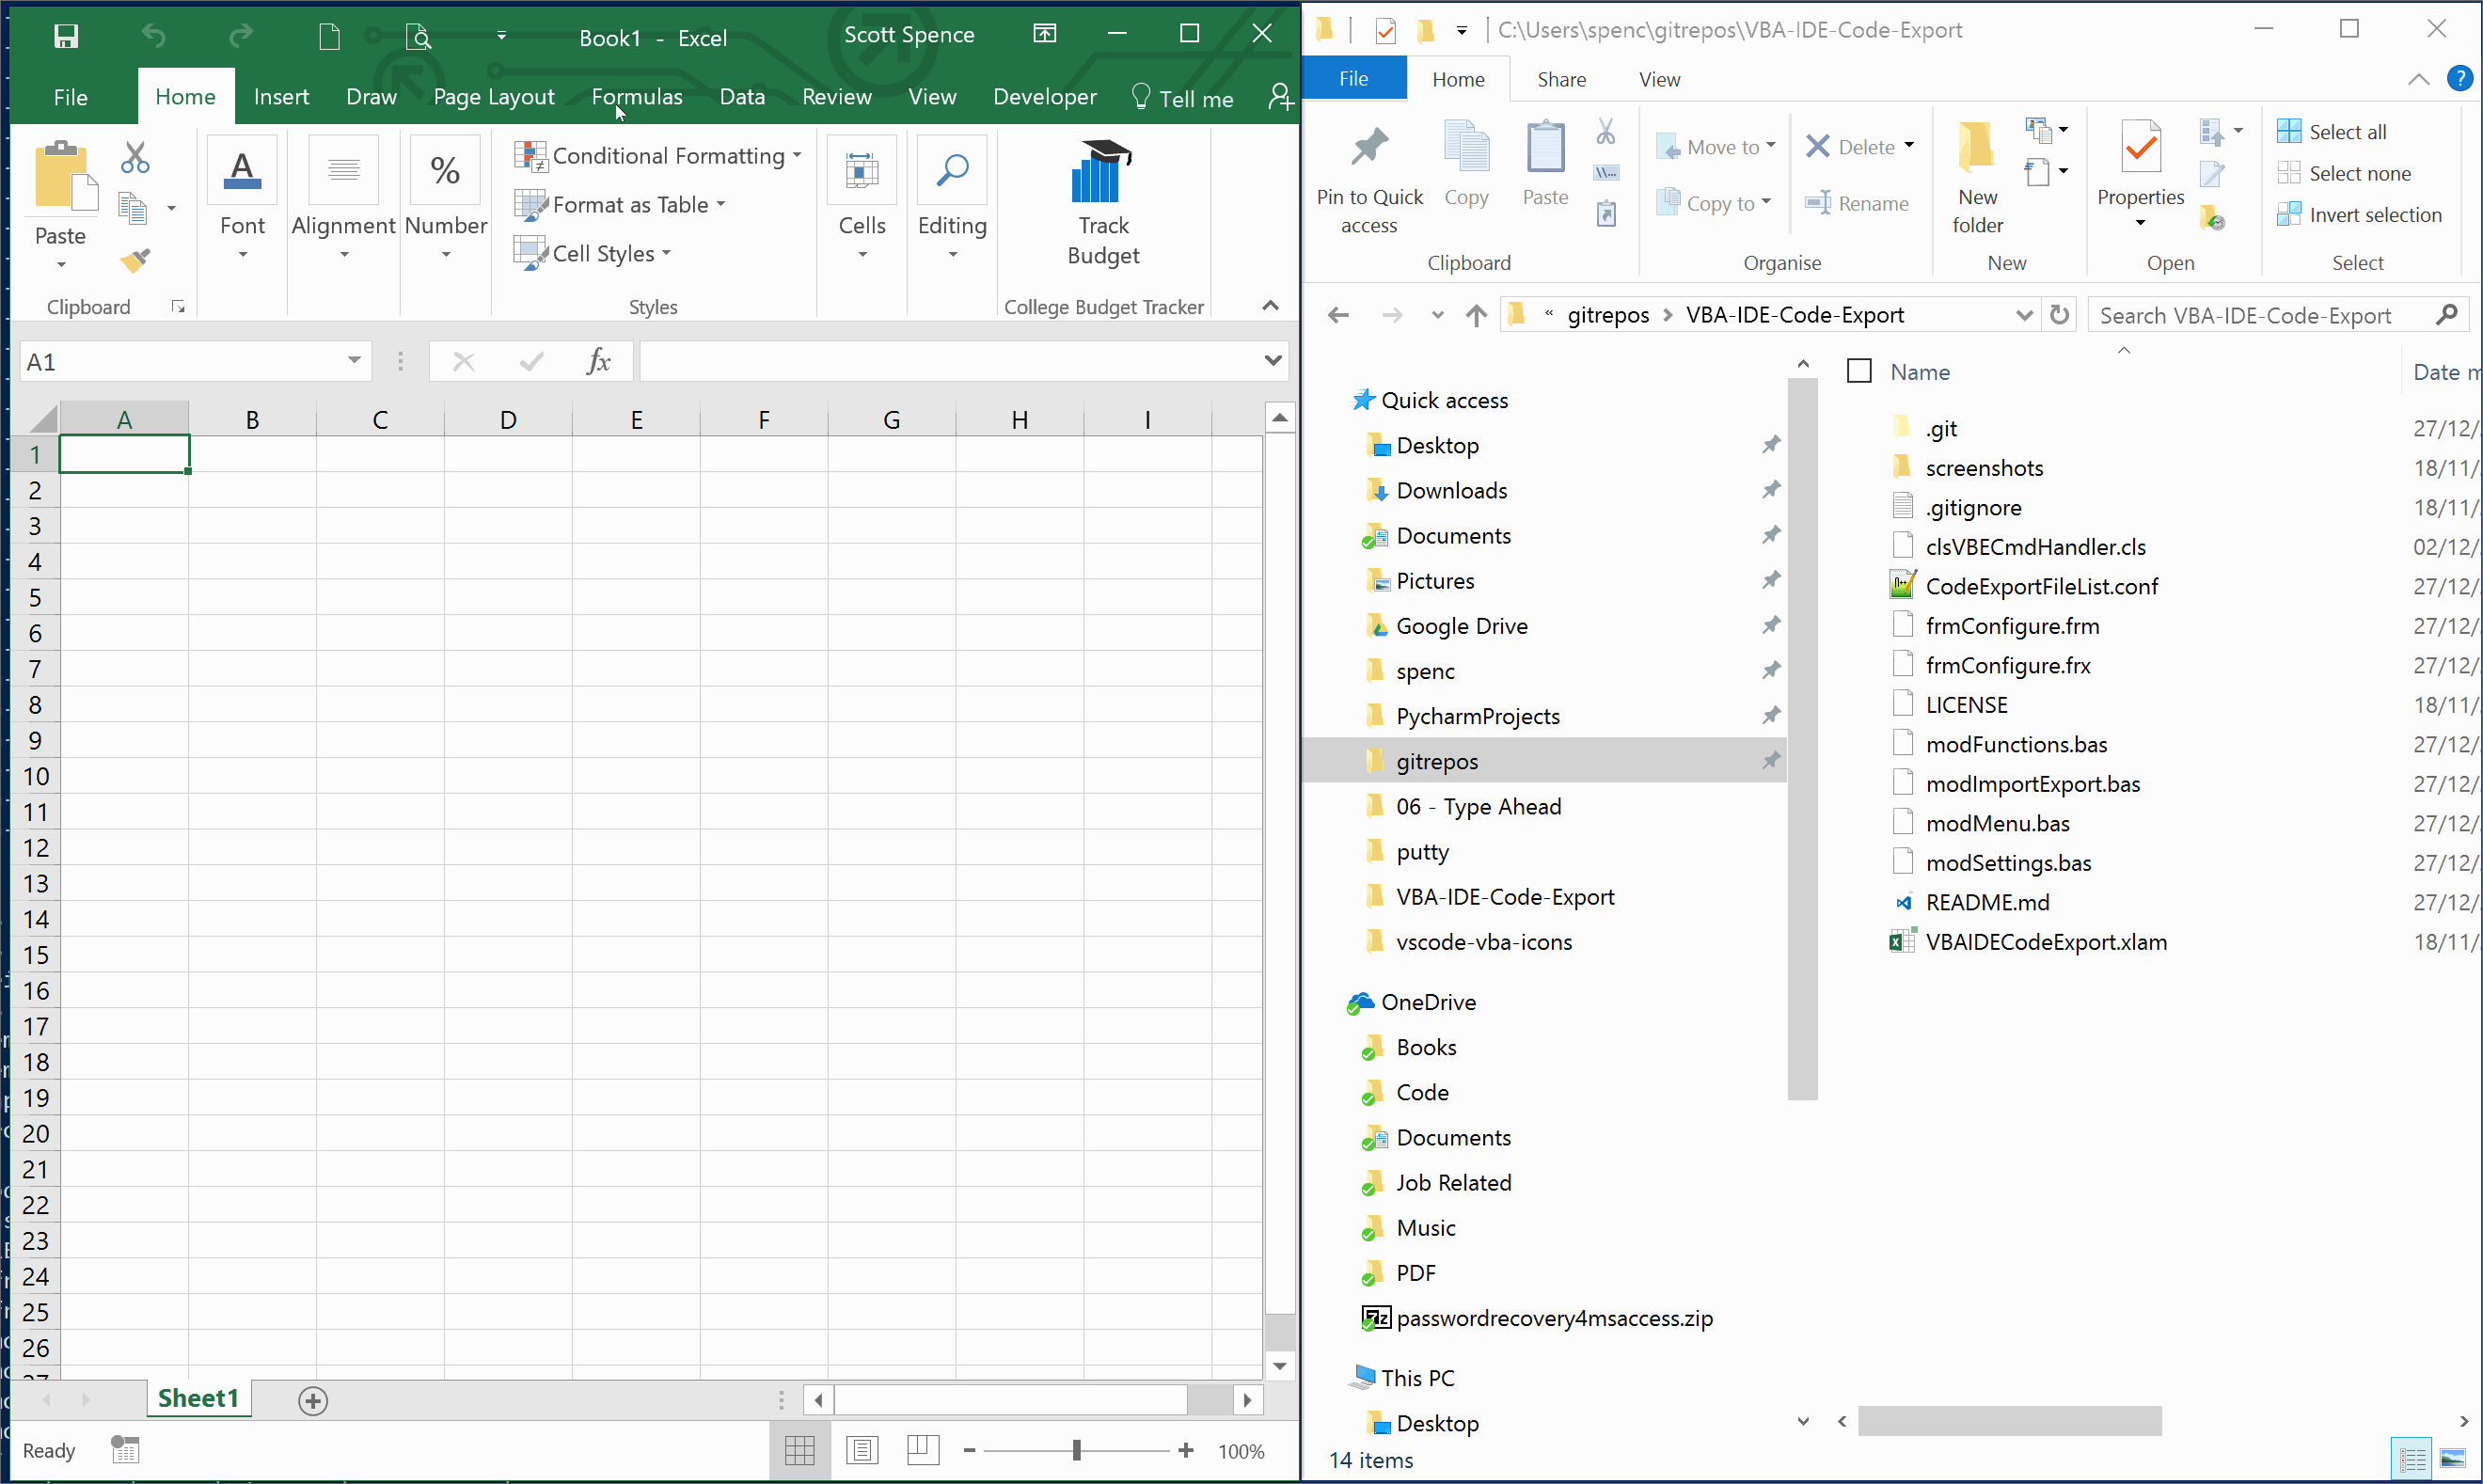 Book1 - Excel
Scott Spence
File
Home
Insert
Draw
Page Layout
Formulas
Data
Review
View
Developer
Tell me
Paste
Clipboard
Font
Alignment
%
Number
Conditional Formatting
Format as Table
Cell Styles
Styles
Cells
Editing
Track
Budget
College Budget Tracker
A1
fx
A B C D E F G H I
1
2
3
4
5
6
7
8
9
10
11
12
13
14
15
16
17
18
19
20
21
22
23
24
25
26
27
Sheet1
Ready
100%
C:\Users\spenc\gitrepos\VBA-IDE-Code-Export
File
Home
Share
View
Pin to Quick
access
Copy
Paste
Clipboard
Move to
Copy to
Delete
Rename
Organise
New
folder
New
Properties
Open
Select all
Select none
Invert selection
Select
« gitrepos > VBA-IDE-Code-Export
Search VBA-IDE-Code-Export
Quick access
Desktop
Downloads
Documents
Pictures
Google Drive
spenc
PycharmProjects
gitrepos
06 - Type Ahead
putty
VBA-IDE-Code-Export
vscode-vba-icons
OneDrive
Books
Code
Documents
Job Related
Music
PDF
passwordrecovery4msaccess.zip
This PC
Desktop
Name Date m
.git 27/12/
screenshots 18/11/
.gitignore 18/11/
clsVBECmdHandler.cls 02/12/
CodeExportFileList.conf 27/12/
frmConfigure.frm 27/12/
frmConfigure.frx 27/12/
LICENSE 18/11/
modFunctions.bas 27/12/
modImportExport.bas 27/12/
modMenu.bas 27/12/
modSettings.bas 27/12/
README.md 27/12/
VBAIDECodeExport.xlam 18/11/
14 items